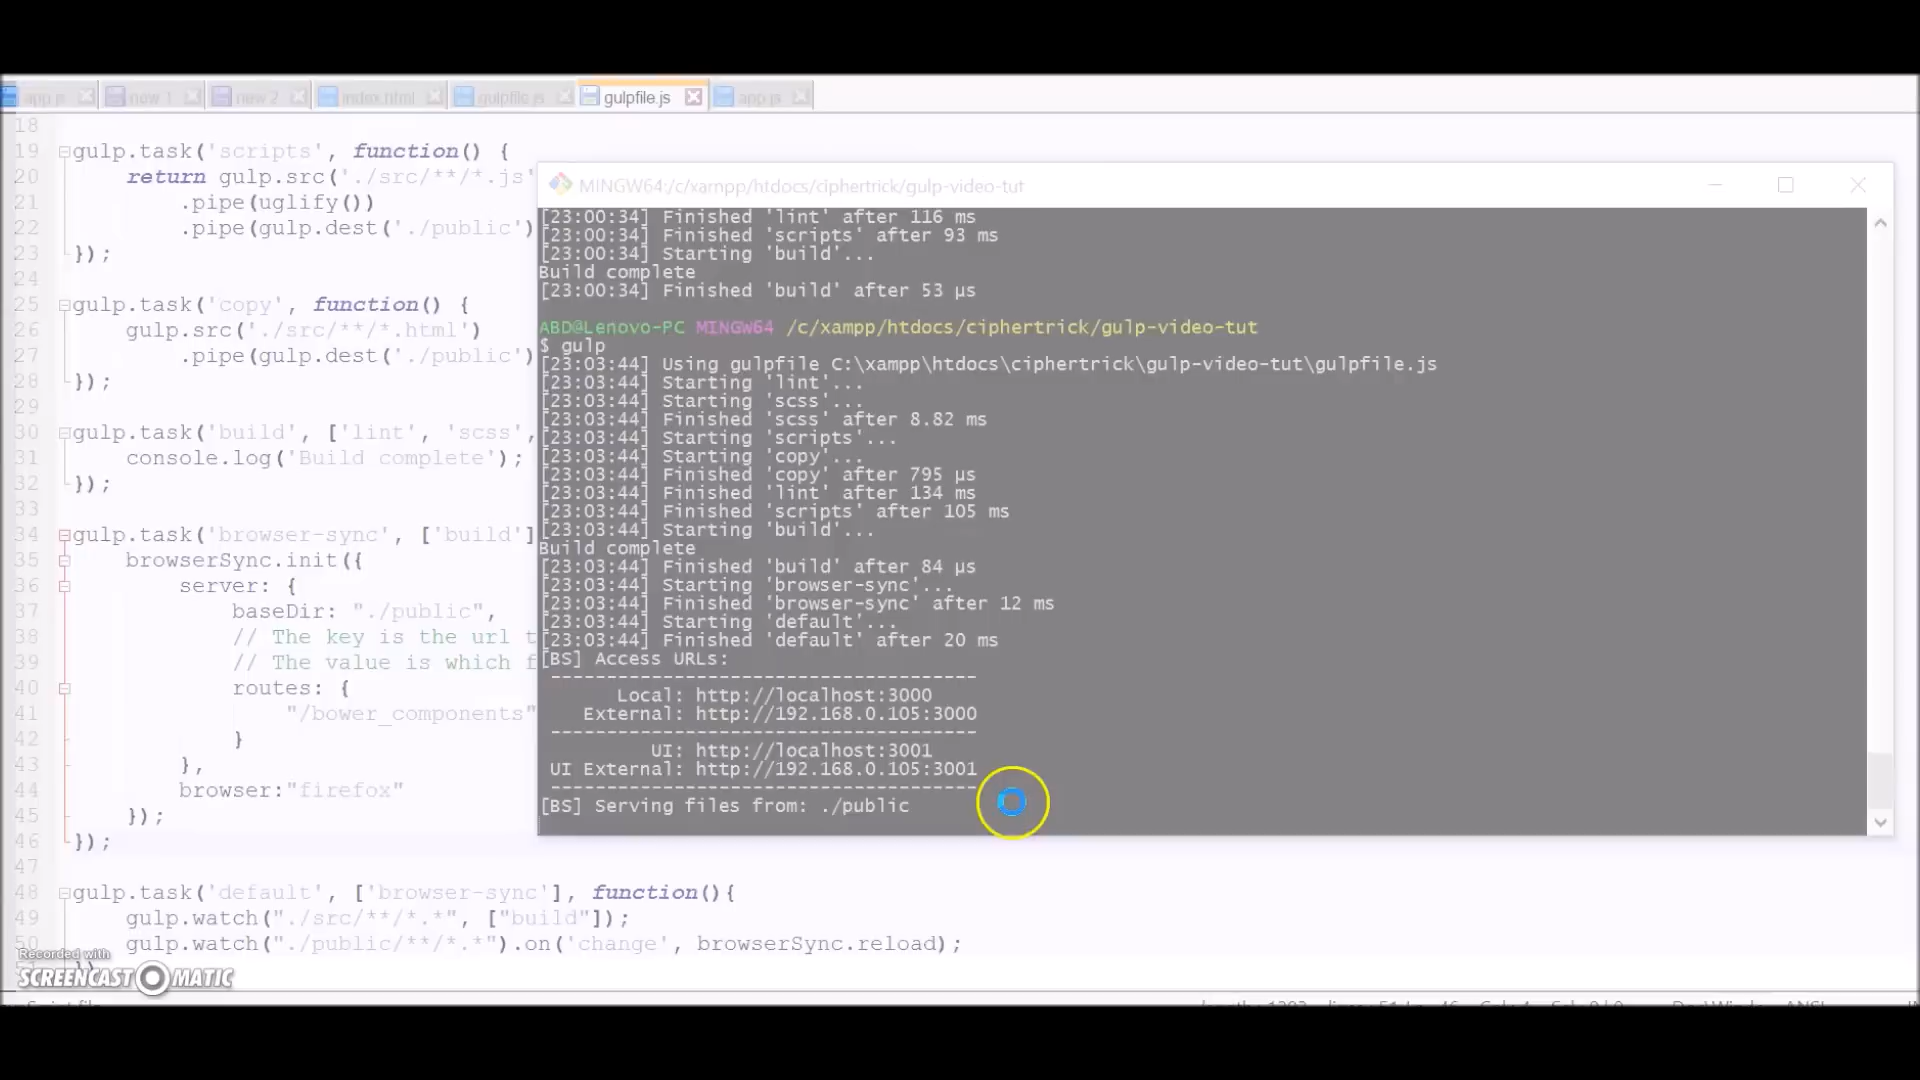 app.js new 1 new 2 index.html gulpfile.js gulpfile.js app.js
18
19 gulp.task('scripts', function() {
20 return gulp.src('./src/**/*.js'
21 .pipe(uglify())
22 .pipe(gulp.dest('./public')
23 });
24
25 gulp.task('copy', function() {
26 gulp.src('./src/**/*.html')
27 .pipe(gulp.dest('./public')
28 });
29
30 gulp.task('build', ['lint', 'scss',
31 console.log('Build complete');
32 });
33
34 gulp.task('browser-sync', ['build']
35 browserSync.init({
36 server: {
37 baseDir: "./public",
38 // The key is the url t
39 // The value is which f
40 routes: {
41 "/bower_components"
42 }
43 },
44 browser:"firefox"
45 });
46 });
47
48 gulp.task('default', ['browser-sync'], function(){
49 gulp.watch("./src/**/*.*", ["build"]);
50 gulp.watch("./public/**/*.*").on('change', browserSync.reload);
MINGW64:/c/xampp/htdocs/ciphertrick/gulp-video-tut
[23:00:34] Finished 'lint' after 116 ms
[23:00:34] Finished 'scripts' after 93 ms
[23:00:34] Starting 'build'...
Build complete
[23:00:34] Finished 'build' after 53 μs
ABD@Lenovo-PC MINGW64 /c/xampp/htdocs/ciphertrick/gulp-video-tut
$ gulp
[23:03:44] Using gulpfile C:\xampp\htdocs\ciphertrick\gulp-video-tut\gulpfile.js
[23:03:44] Starting 'lint'...
[23:03:44] Starting 'scss'...
[23:03:44] Finished 'scss' after 8.82 ms
[23:03:44] Starting 'scripts'...
[23:03:44] Starting 'copy'...
[23:03:44] Finished 'copy' after 795 μs
[23:03:44] Finished 'lint' after 134 ms
[23:03:44] Finished 'scripts' after 105 ms
[23:03:44] Starting 'build'...
Build complete
[23:03:44] Finished 'build' after 84 μs
[23:03:44] Starting 'browser-sync'...
[23:03:44] Finished 'browser-sync' after 12 ms
[23:03:44] Starting 'default'...
[23:03:44] Finished 'default' after 20 ms
[BS] Access URLs:
--------------------------------------
Local: http://localhost:3000
External: http://192.168.0.105:3000
--------------------------------------
UI: http://localhost:3001
UI External: http://192.168.0.105:3001
--------------------------------------
[BS] Serving files from: ./public
Recorded with
SCREENCAST-O-MATIC